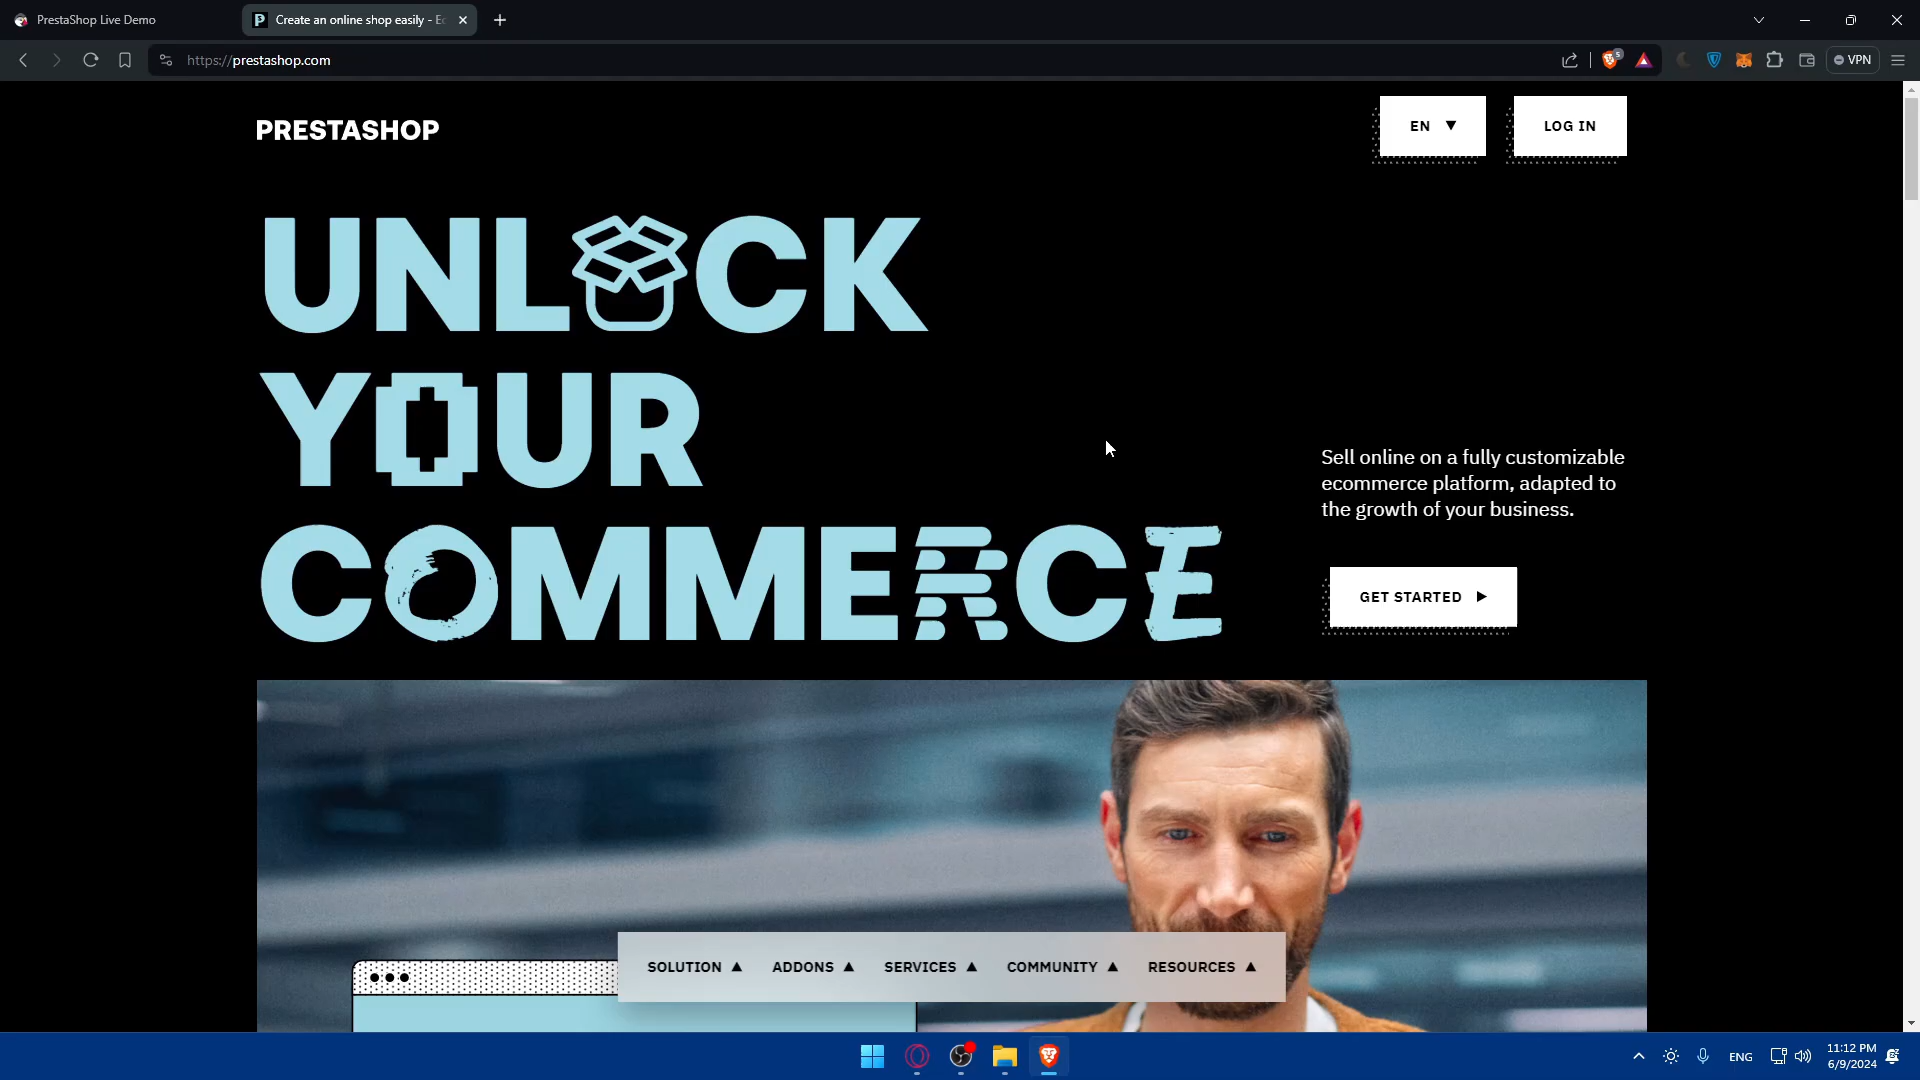 PrestaShop Live Demo
Create an online shop easily - Ec
https://prestashop.com
5
VPN
PRESTASHOP
EN
LOG IN
UNLOCK
YOUR
COMMERCE
Sell online on a fully customizable
ecommerce platform, adapted to
the growth of your business.
GET STARTED
SOLUTION
ADDONS
SERVICES
COMMUNITY
RESOURCES
ENG
11:12 PM
6/9/2024